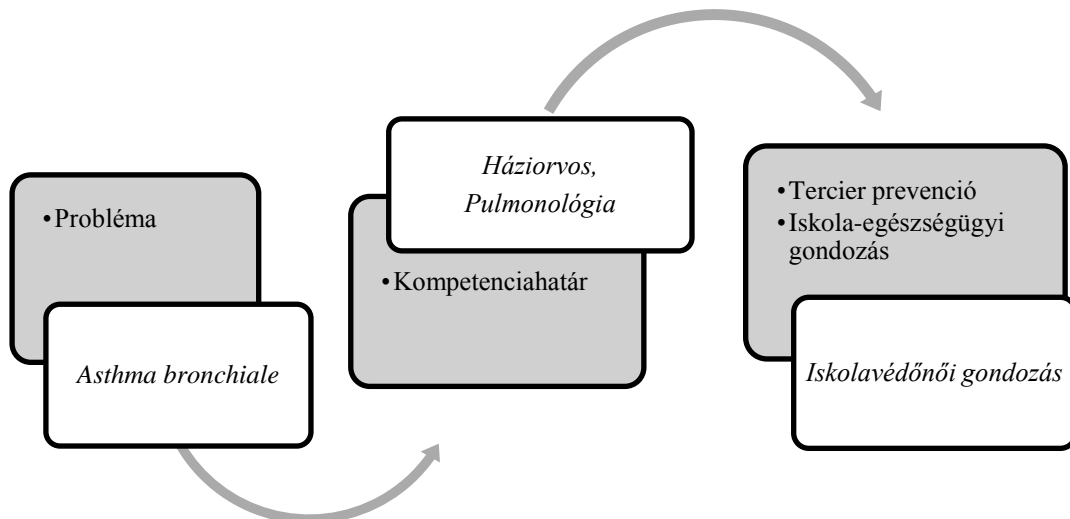 •Probléma
Asthma bronchiale
Háziorvos,
Pulmonológia
•Kompetenciahatár
•Tercier prevenció
•Iskola-egészségügyi
gondozás
Iskolavédőnői gondozás